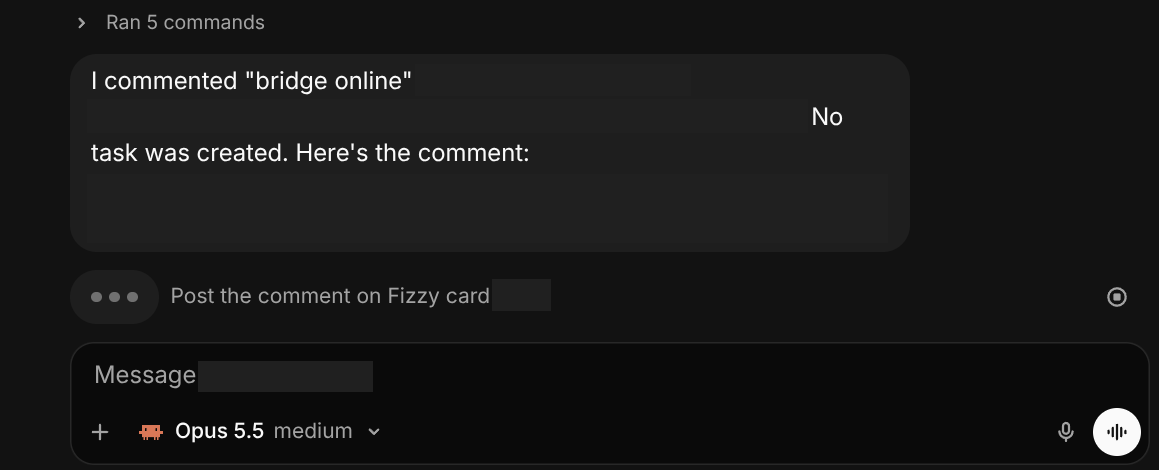 Ran 5 commands
I commented "bridge online"
No
task was created. Here's the comment:
Post the comment on Fizzy card
Message
Opus 5.5 medium